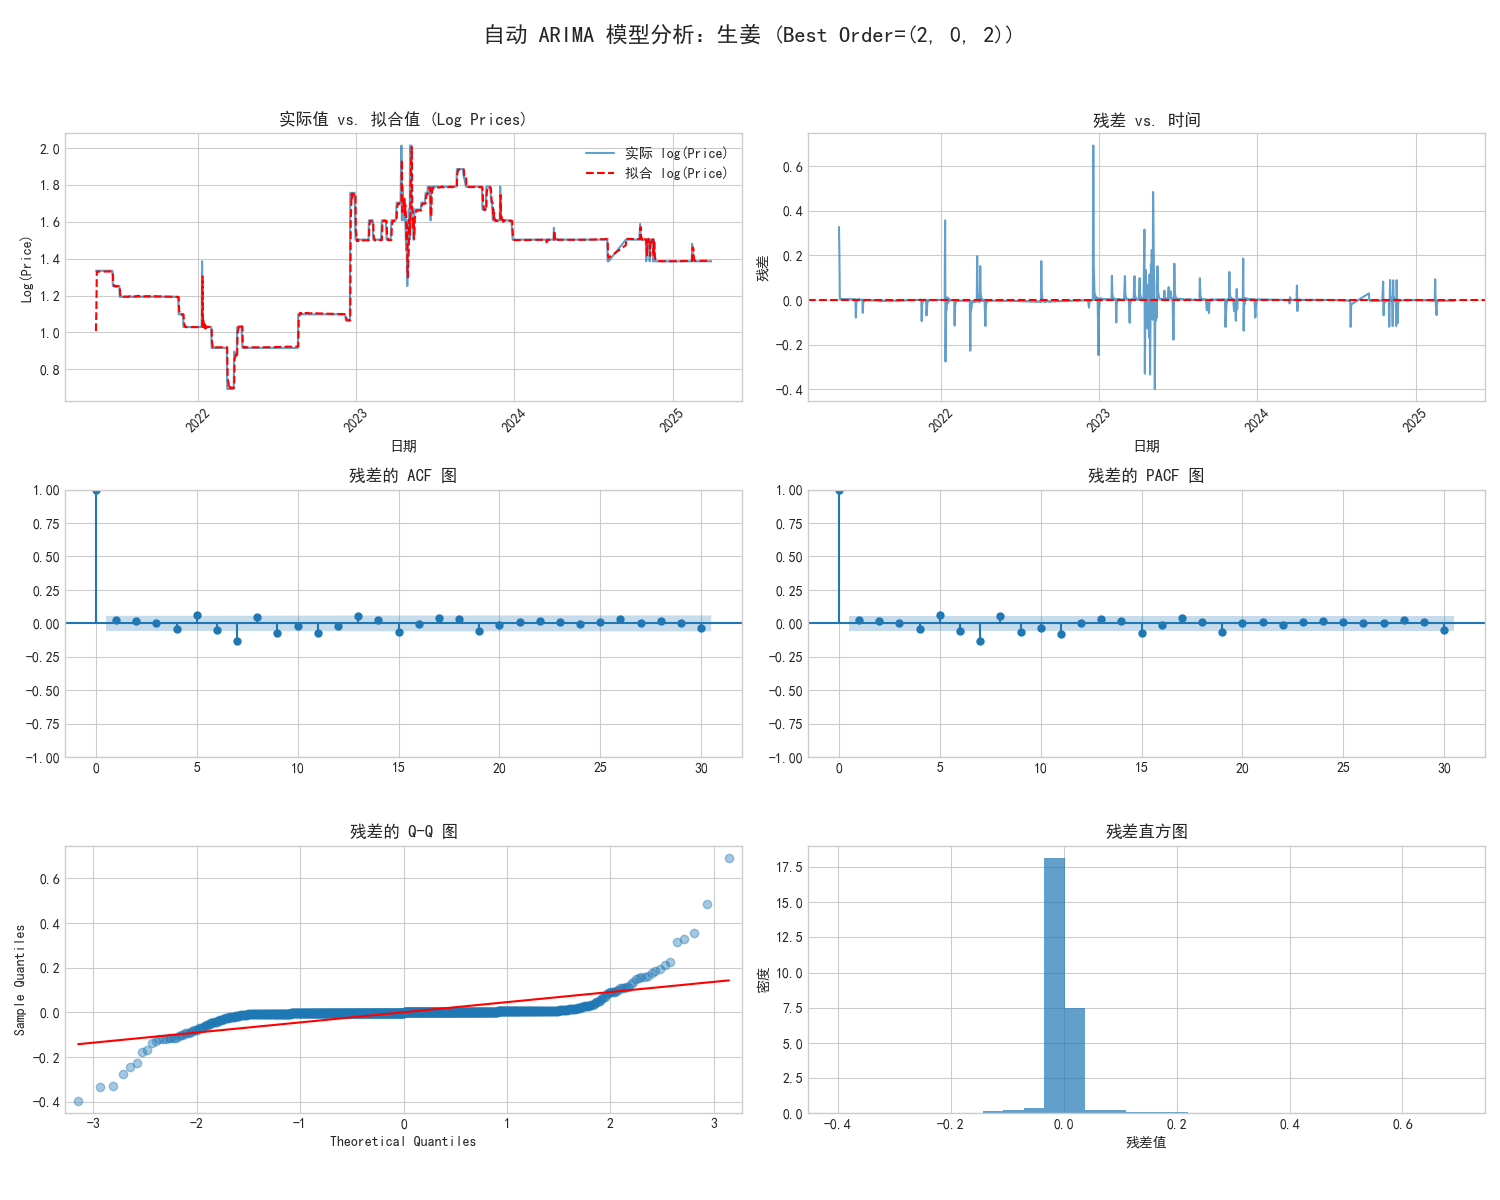 自动 ARIMA 模型分析：生姜 (Best Order=(2, 0, 2))
实际值 vs. 拟合值 (Log Prices)
2.0
1.8
1.6
1.4
1.2
1.0
0.8
Log(Price)
实际 log(Price)
拟合 log(Price)
2022
2023
2024
2025
日期
残差 vs. 时间
0.6
0.4
0.2
0.0
−0.2
−0.4
残差
2022
2023
2024
2025
日期
残差的 ACF 图
1.00
0.75
0.50
0.25
0.00
−0.25
−0.50
−0.75
−1.00
0 5 10 15 20 25 30
残差的 PACF 图
1.00
0.75
0.50
0.25
0.00
−0.25
−0.50
−0.75
−1.00
0 5 10 15 20 25 30
残差的 Q-Q 图
0.6
0.4
0.2
0.0
−0.2
−0.4
Sample Quantiles
−3 −2 −1 0 1 2 3
Theoretical Quantiles
残差直方图
17.5
15.0
12.5
10.0
7.5
5.0
2.5
0.0
密度
−0.4 −0.2 0.0 0.2 0.4 0.6
残差值